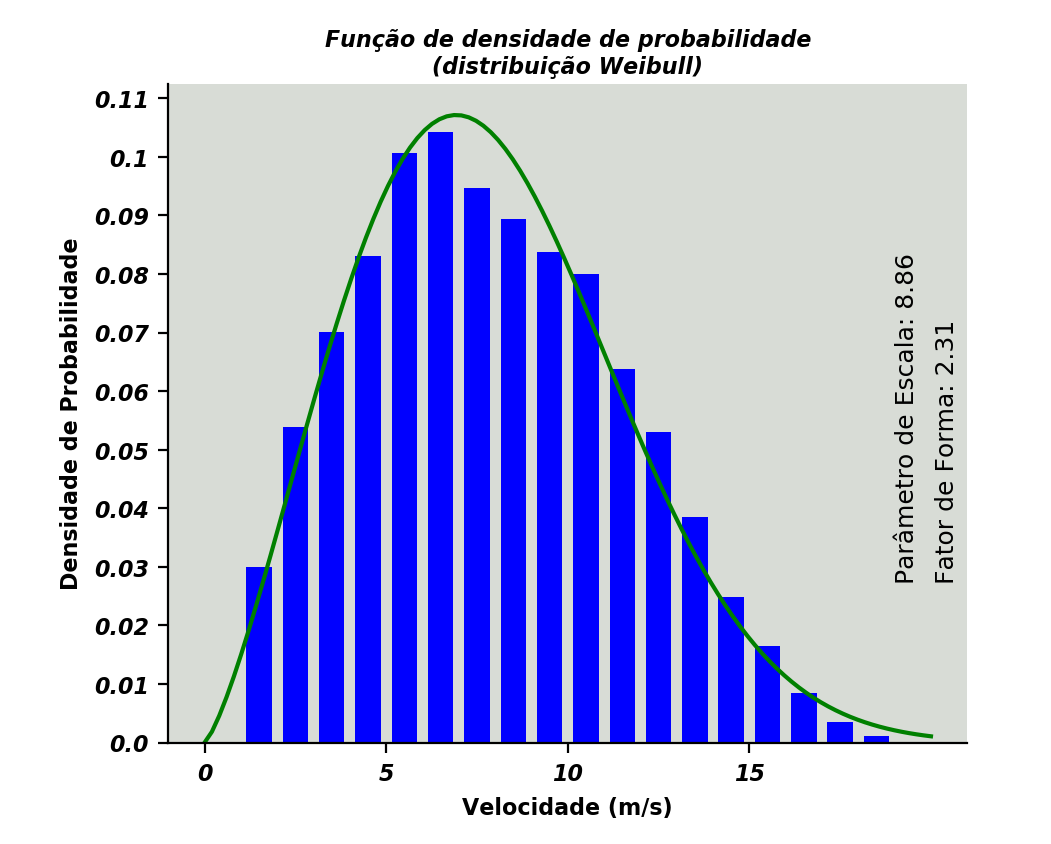 Função de densidade de probabilidade
(distribuição Weibull)
0.11
0.1
0.09
0.08
0.07
0.06
0.05
0.04
0.03
0.02
0.01
0.0
Densidade de Probabilidade
0
5
10
15
Velocidade (m/s)
Parâmetro de Escala: 8.86
Fator de Forma: 2.31